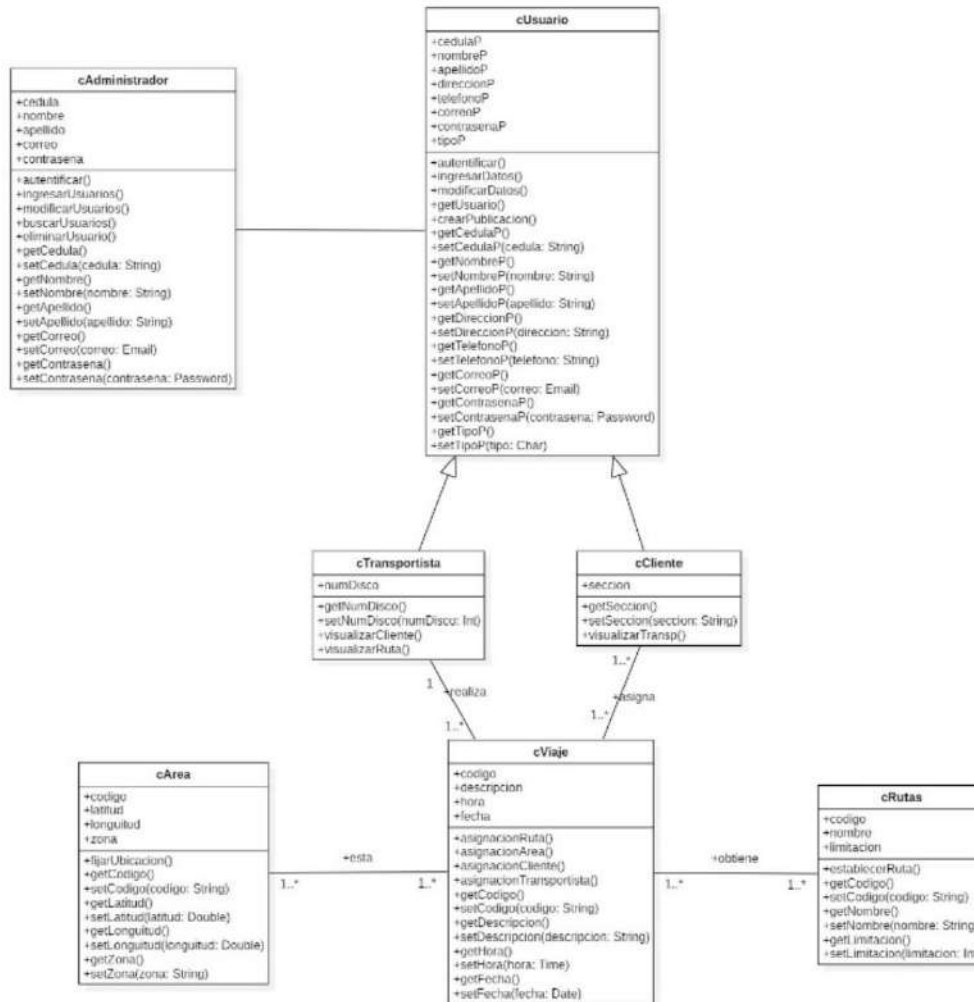 cUsuario
+cedulaP
+nombreP
+apellidoP
+direccionP
+telefonoP
+correoP
+contrasenaP
+tipoP
+autentificar()
+ingresarDatos()
+modificarDatos()
+getUsuario()
+crearPublicacion()
+getCedulaP()
+setCedulaP(cedula: String)
+getNombreP()
+setNombreP(nombre: String)
+getApellidoP()
+setApellidoP(apellido: String)
+getDireccionP()
+setDireccionP(direccion: String)
+getTelefonoP()
+setTelefonoP(telefono: String)
+getCorreoP()
+setCorreoP(correo: Email)
+getContrasenaP()
+setContrasenaP(contrasena: Password)
+getTipoP()
+setTipoP(tipo: Char)
cAdministrador
+cedula
+nombre
+apellido
+correo
+contrasena
+autentificar()
+ingresarUsuarios()
+modificarUsuarios()
+buscarUsuarios()
+eliminarUsuario()
+getCedula()
+setCedula(cedula: String)
+getNombre()
+setNombre(nombre: String)
+getApellido()
+setApellido(apellido: String)
+getCorreo()
+setCorreo(correo: Email)
+getContrasena()
+setContrasena(contrasena: Password)
cTransportista
+numDisco
+getNumDisco()
+setNumDisco(numDisco: Int)
+visualizarCliente()
+visualizarRuta()
cCliente
+seccion
+getSeccion()
+setSeccion(seccion: String)
+visualizarTransp()
1
+realiza
1..*
1..*
+asigna
1..*
cArea
+codigo
+latitud
+longuitud
+zona
+fijarUbicacion()
+getCodigo()
+setCodigo(codigo: String)
+getLatitud()
+setLatitud(latitud: Double)
+getLonguitud()
+setLonguitud(longuitud: Double)
+getZona()
+setZona(zona: String)
+esta
1..*
1..*
cViaje
+codigo
+descripcion
+hora
+fecha
+asignacionRuta()
+asignacionArea()
+asignacionCliente()
+asignacionTransportista()
+getCodigo()
+setCodigo(codigo: String)
+getDescripcion()
+setDescripcion(descripcion: String)
+getHora()
+setHora(hora: Time)
+getFecha()
+setFecha(fecha: Date)
+obtiene
1..*
1..*
cRutas
+codigo
+nombre
+limitacion
+establecerRuta()
+getCodigo()
+setCodigo(codigo: String)
+getNombre()
+setNombre(nombre: String
+getLimitacion()
+setLimitacion(limitacion: In